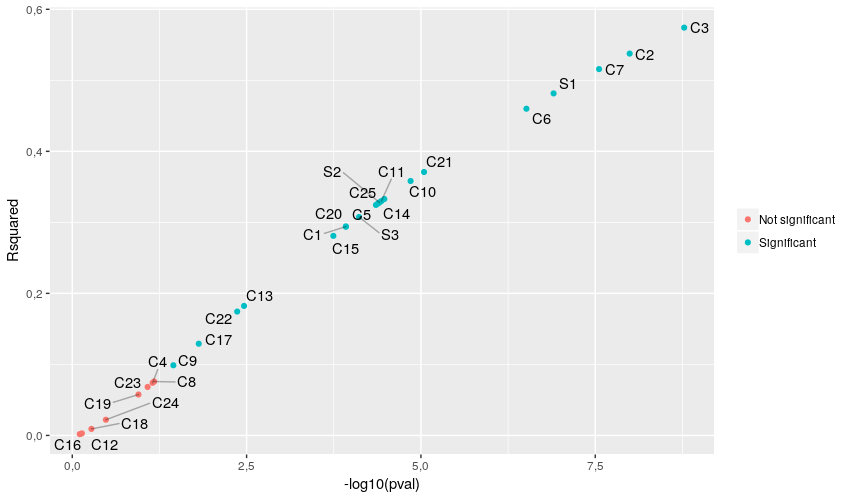 0,6
C3
C2
C7
S1
C6
0,4
C21
S2
C11
C25
C10
C20
C5
C14
C1
S3
C15
Rsquared
Not significant
Significant
0,2
C13
C22
C17
C4
C9
C23
C8
C19
C24
C18
0,0
C16
C12
0,0
2,5
5,0
7,5
-log10(pval)